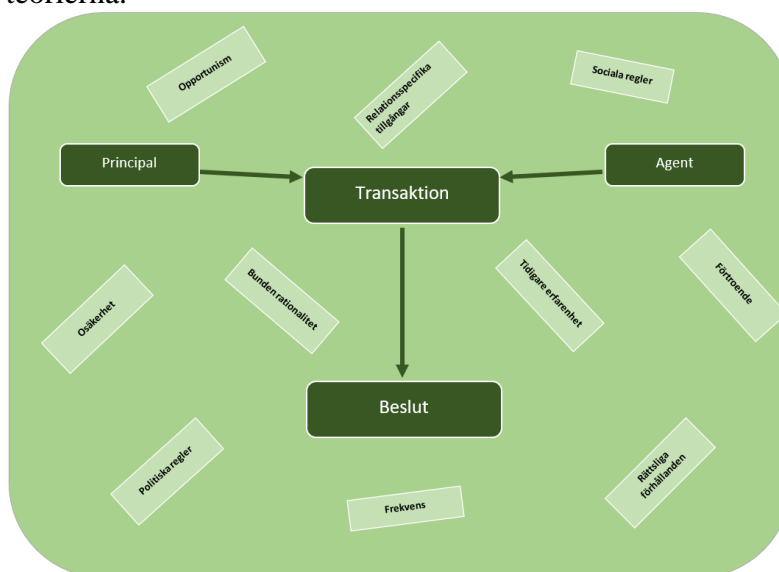 teorierna.
Opportunism
Relationsspecifika
tillgångar
Sociala regler
Principal
Transaktion
Agent
Osäkerhet
Bunden rationalitet
Tidigare erfarenhet
Förtroende
Beslut
Politiska regler
Frekvens
Rättsliga
förhållanden